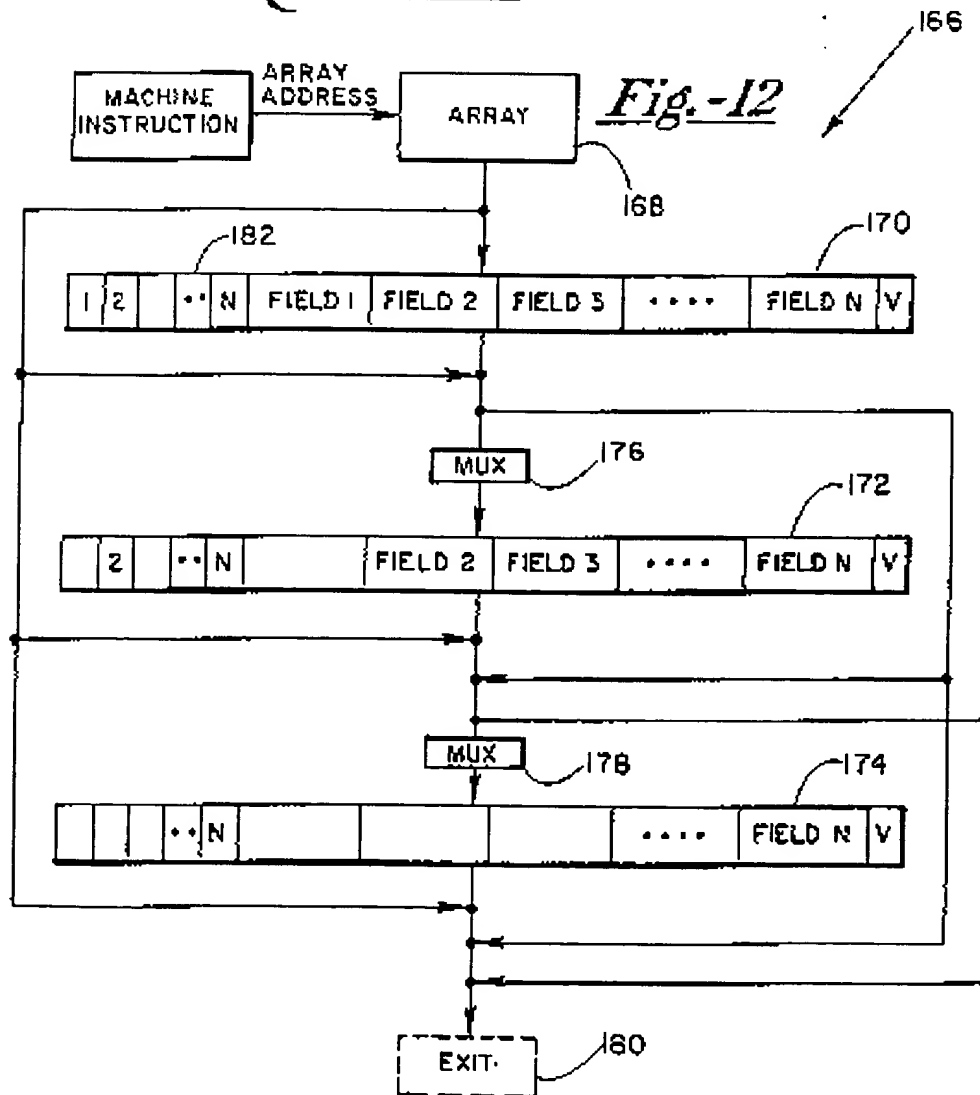 166
MACHINE INSTRUCTION
ARRAY ADDRESS
ARRAY
Fig.-12
168
182
170
1 2 •• N FIELD 1 FIELD 2 FIELD 3 •••• FIELD N V
MUX
176
172
2 •• N FIELD 2 FIELD 3 •••• FIELD N V
MUX
178
174
•• N •••• FIELD N V
EXIT.
180